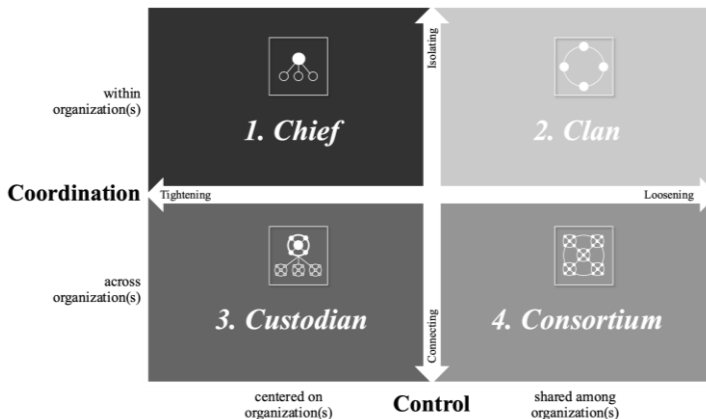 Isolating
within
organization(s)
1. Chief
2. Clan
Coordination
Tightening
Loosening
across
organization(s)
3. Custodian
4. Consortium
Connecting
centered on
organization(s)
Control
shared among
organization(s)